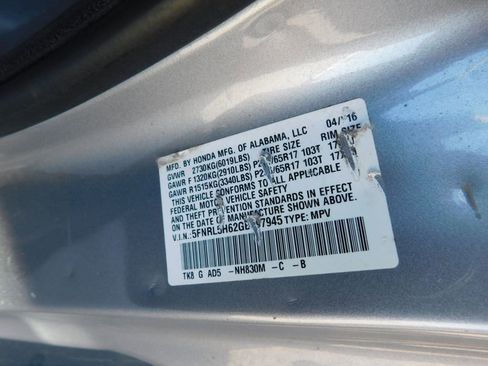 MFD. BY HONDA MFG. OF ALABAMA, LLC 04/ 16
GVWR 2730KG(6019LBS) TIRE SIZE RIM SIZE
GAWR F 1320KG(2910LBS) P2 /65R17 103T 17
GAWR R1515KG(3340LBS) P2 /65R17 103T 17
THIS VEHICLE CONFORMS TO ALL APPLICABLE
FEDERAL MOTOR VEHICLE SAFETY
AND THEFT PREVENTION STANDARDS IN EFFECT
ON THE DATE OF MANUFACTURE SHOWN ABOVE.
V.I.N.: 5FNRL5H62GB 7945 TYPE: MPV
TK8 G AD5 -NH830M -C -B